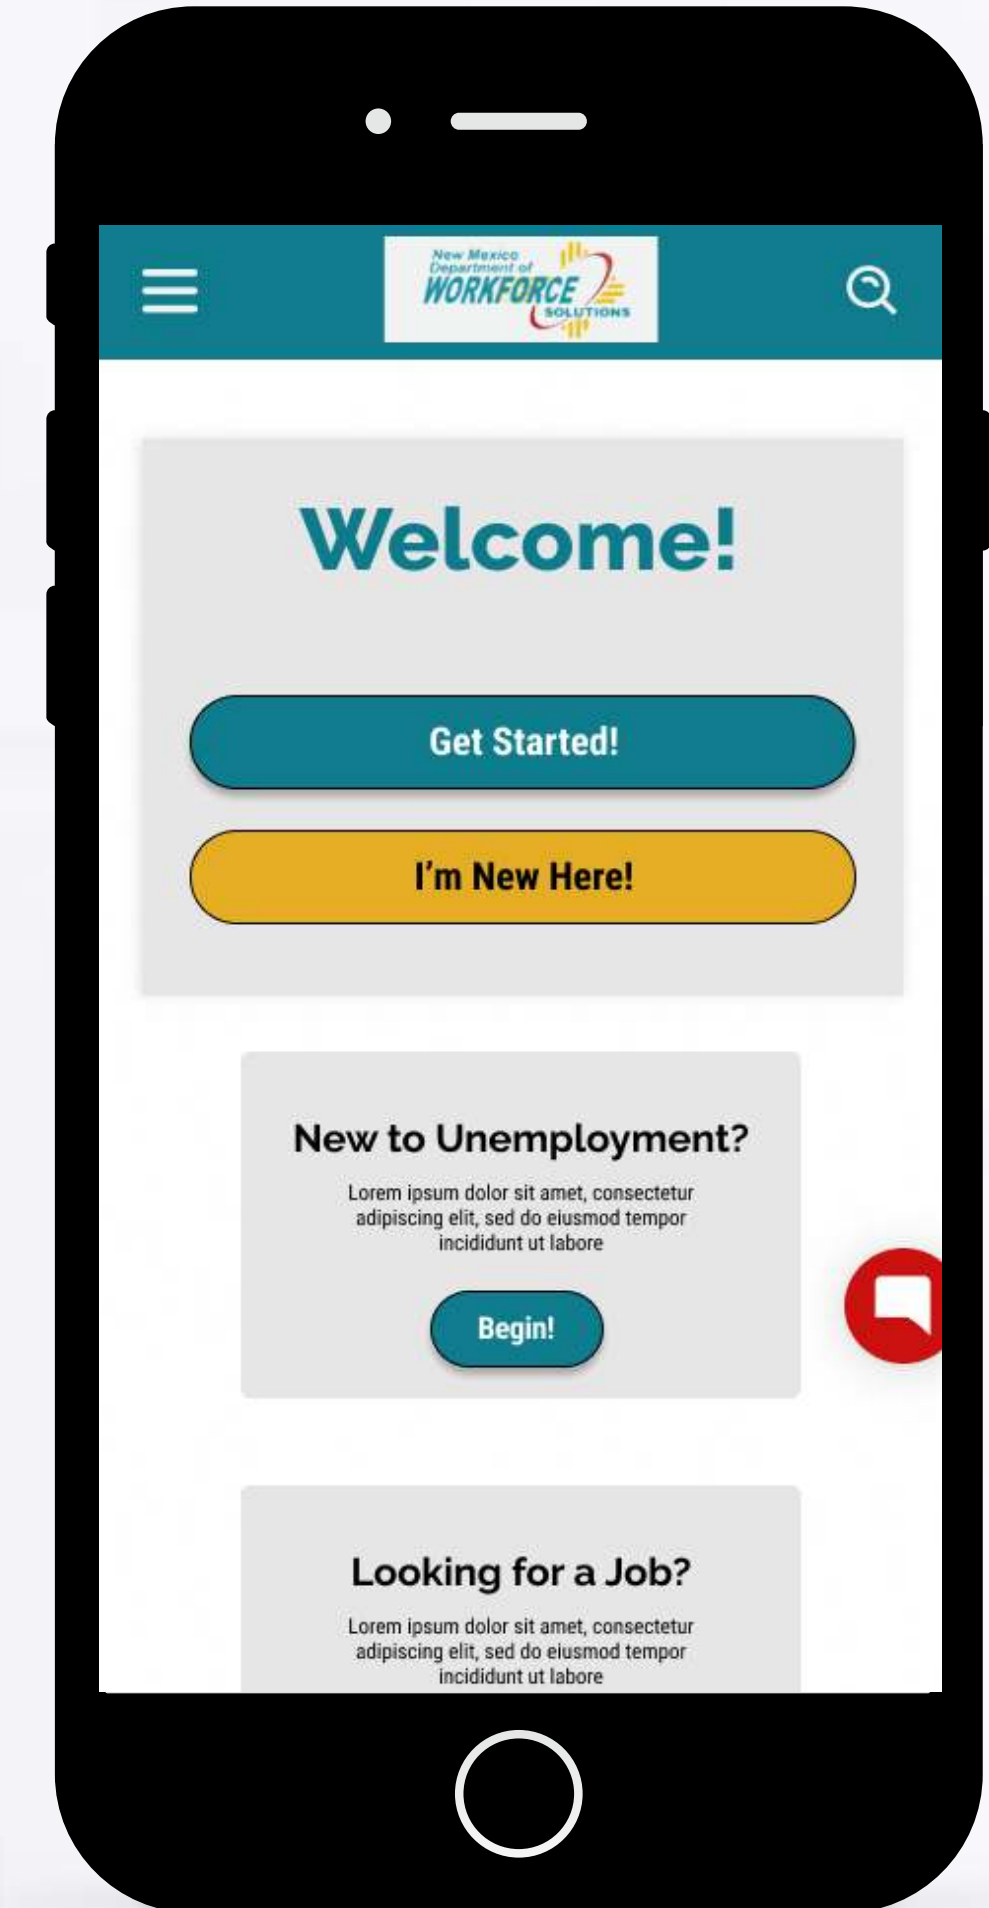 New Mexico
Department of
WORKFORCE
SOLUTIONS
Welcome!
Get Started!
I'm New Here!
New to Unemployment?
Lorem ipsum dolor sit amet, consectetur
adipiscing elit, sed do eiusmod tempor
incididunt ut labore
Begin!
Looking for a Job?
Lorem ipsum dolor sit amet, consectetur
adipiscing elit, sed do eiusmod tempor
incididunt ut labore